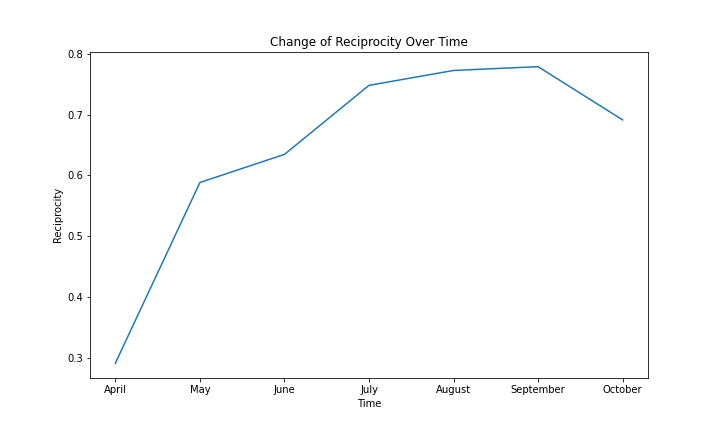 Change of Reciprocity Over Time
0.8
0.7
0.6
0.5
0.4
0.3
Reciprocity
April May June July August September October
Time